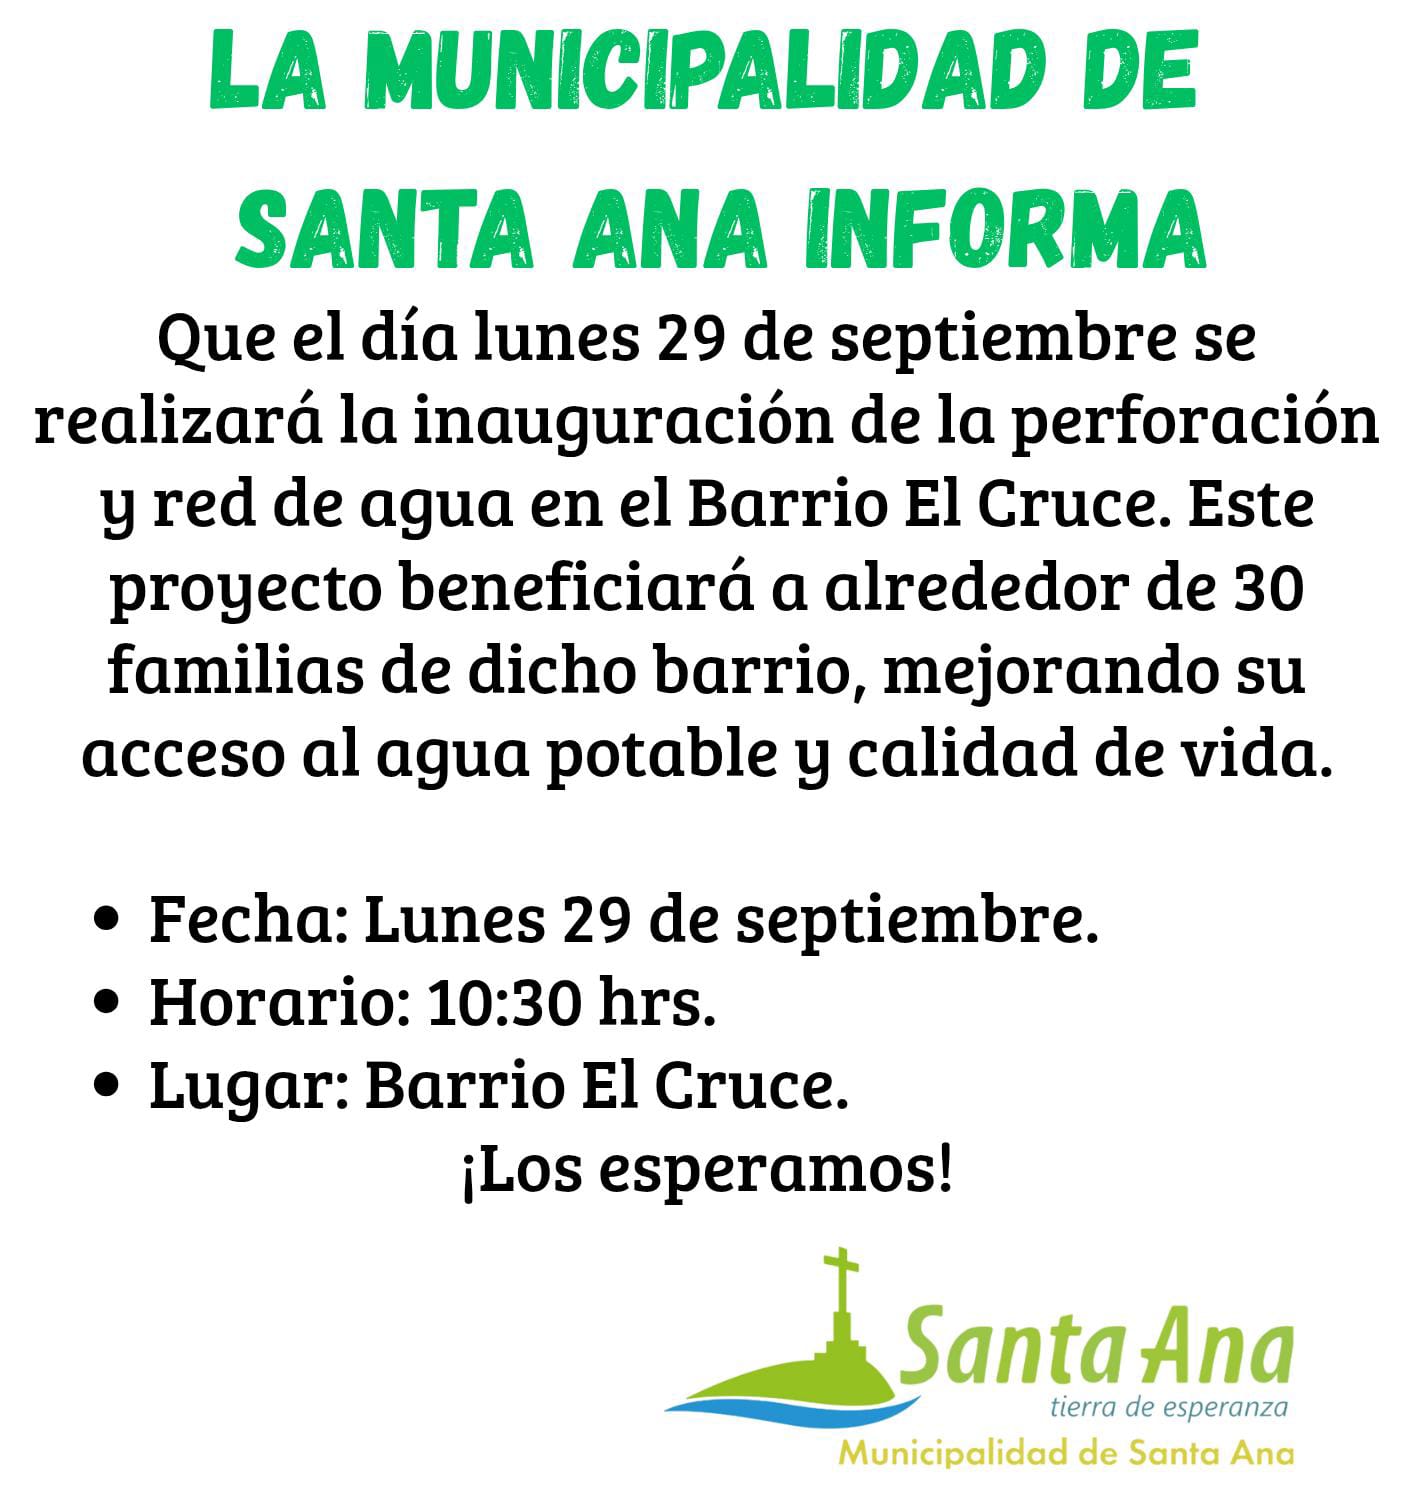 LA MUNICIPALIDAD DE
SANTA ANA INFORMA
Que el día lunes 29 de septiembre se
realizará la inauguración de la perforación
y red de agua en el Barrio El Cruce. Este
proyecto beneficiará a alrededor de 30
familias de dicho barrio, mejorando su
acceso al agua potable y calidad de vida.
• Fecha: Lunes 29 de septiembre.
• Horario: 10:30 hrs.
• Lugar: Barrio El Cruce.
¡Los esperamos!
Santa Ana
tierra de esperanza
Municipalidad de Santa Ana